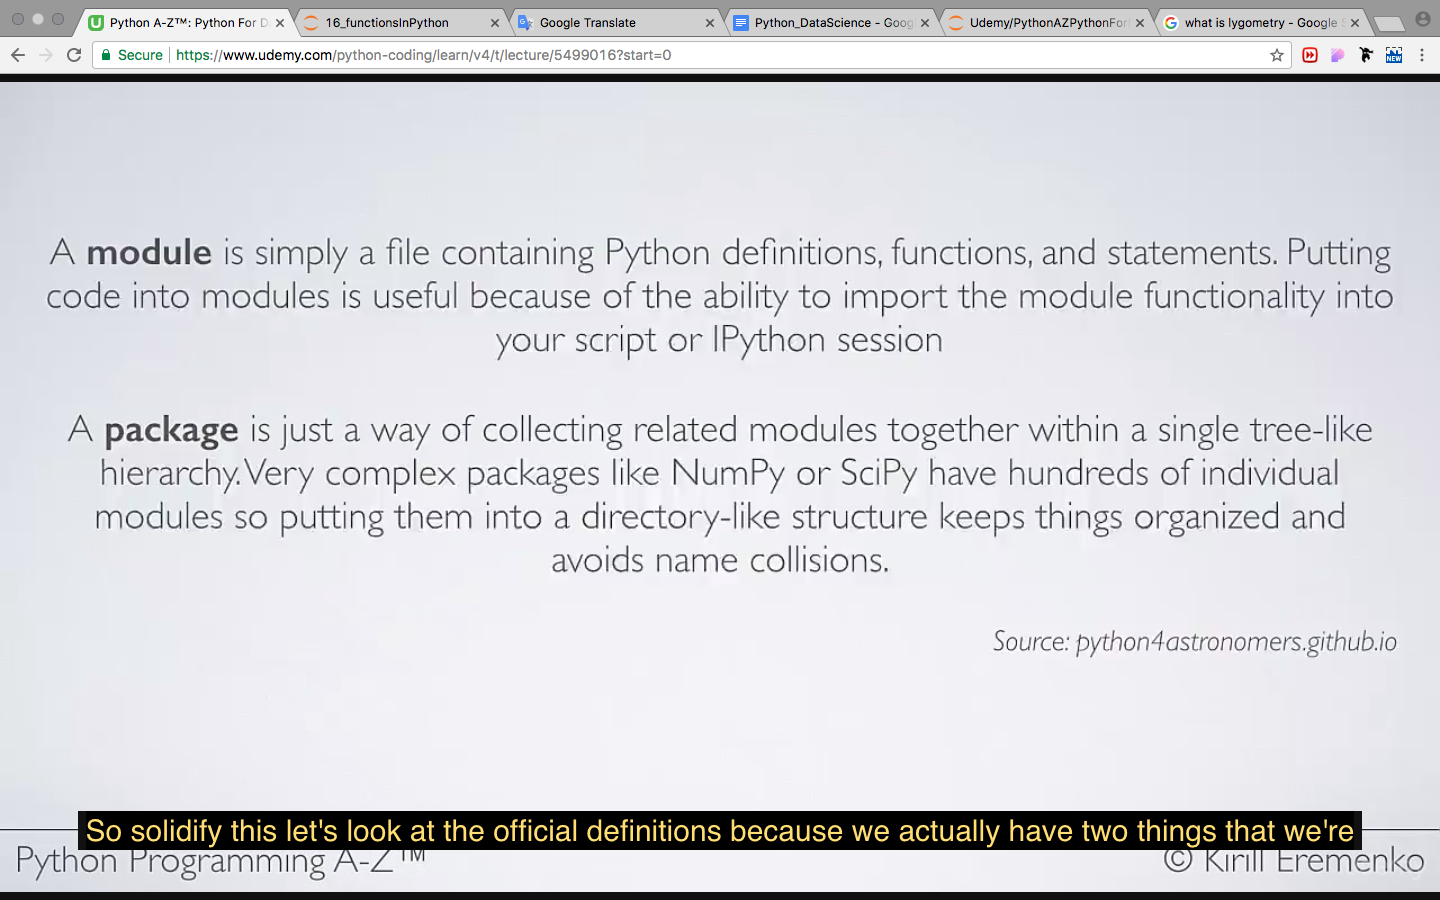 Python A-Z™: Python For D
16_functionsInPython
Google Translate
Python_DataScience - Goog
Udemy/PythonAZPythonFor
what is lygometry - Google S
Secure
https://www.udemy.com/python-coding/learn/v4/t/lecture/5499016?start=0
NEW
A module is simply a file containing Python definitions, functions, and statements. Putting
code into modules is useful because of the ability to import the module functionality into
your script or IPython session
A package is just a way of collecting related modules together within a single tree-like
hierarchy. Very complex packages like NumPy or SciPy have hundreds of individual
modules so putting them into a directory-like structure keeps things organized and
avoids name collisions.
Source: python4astronomers.github.io
So solidify this let's look at the official definitions because we actually have two things that we're
Python Programming A-Z™
© Kirill Eremenko